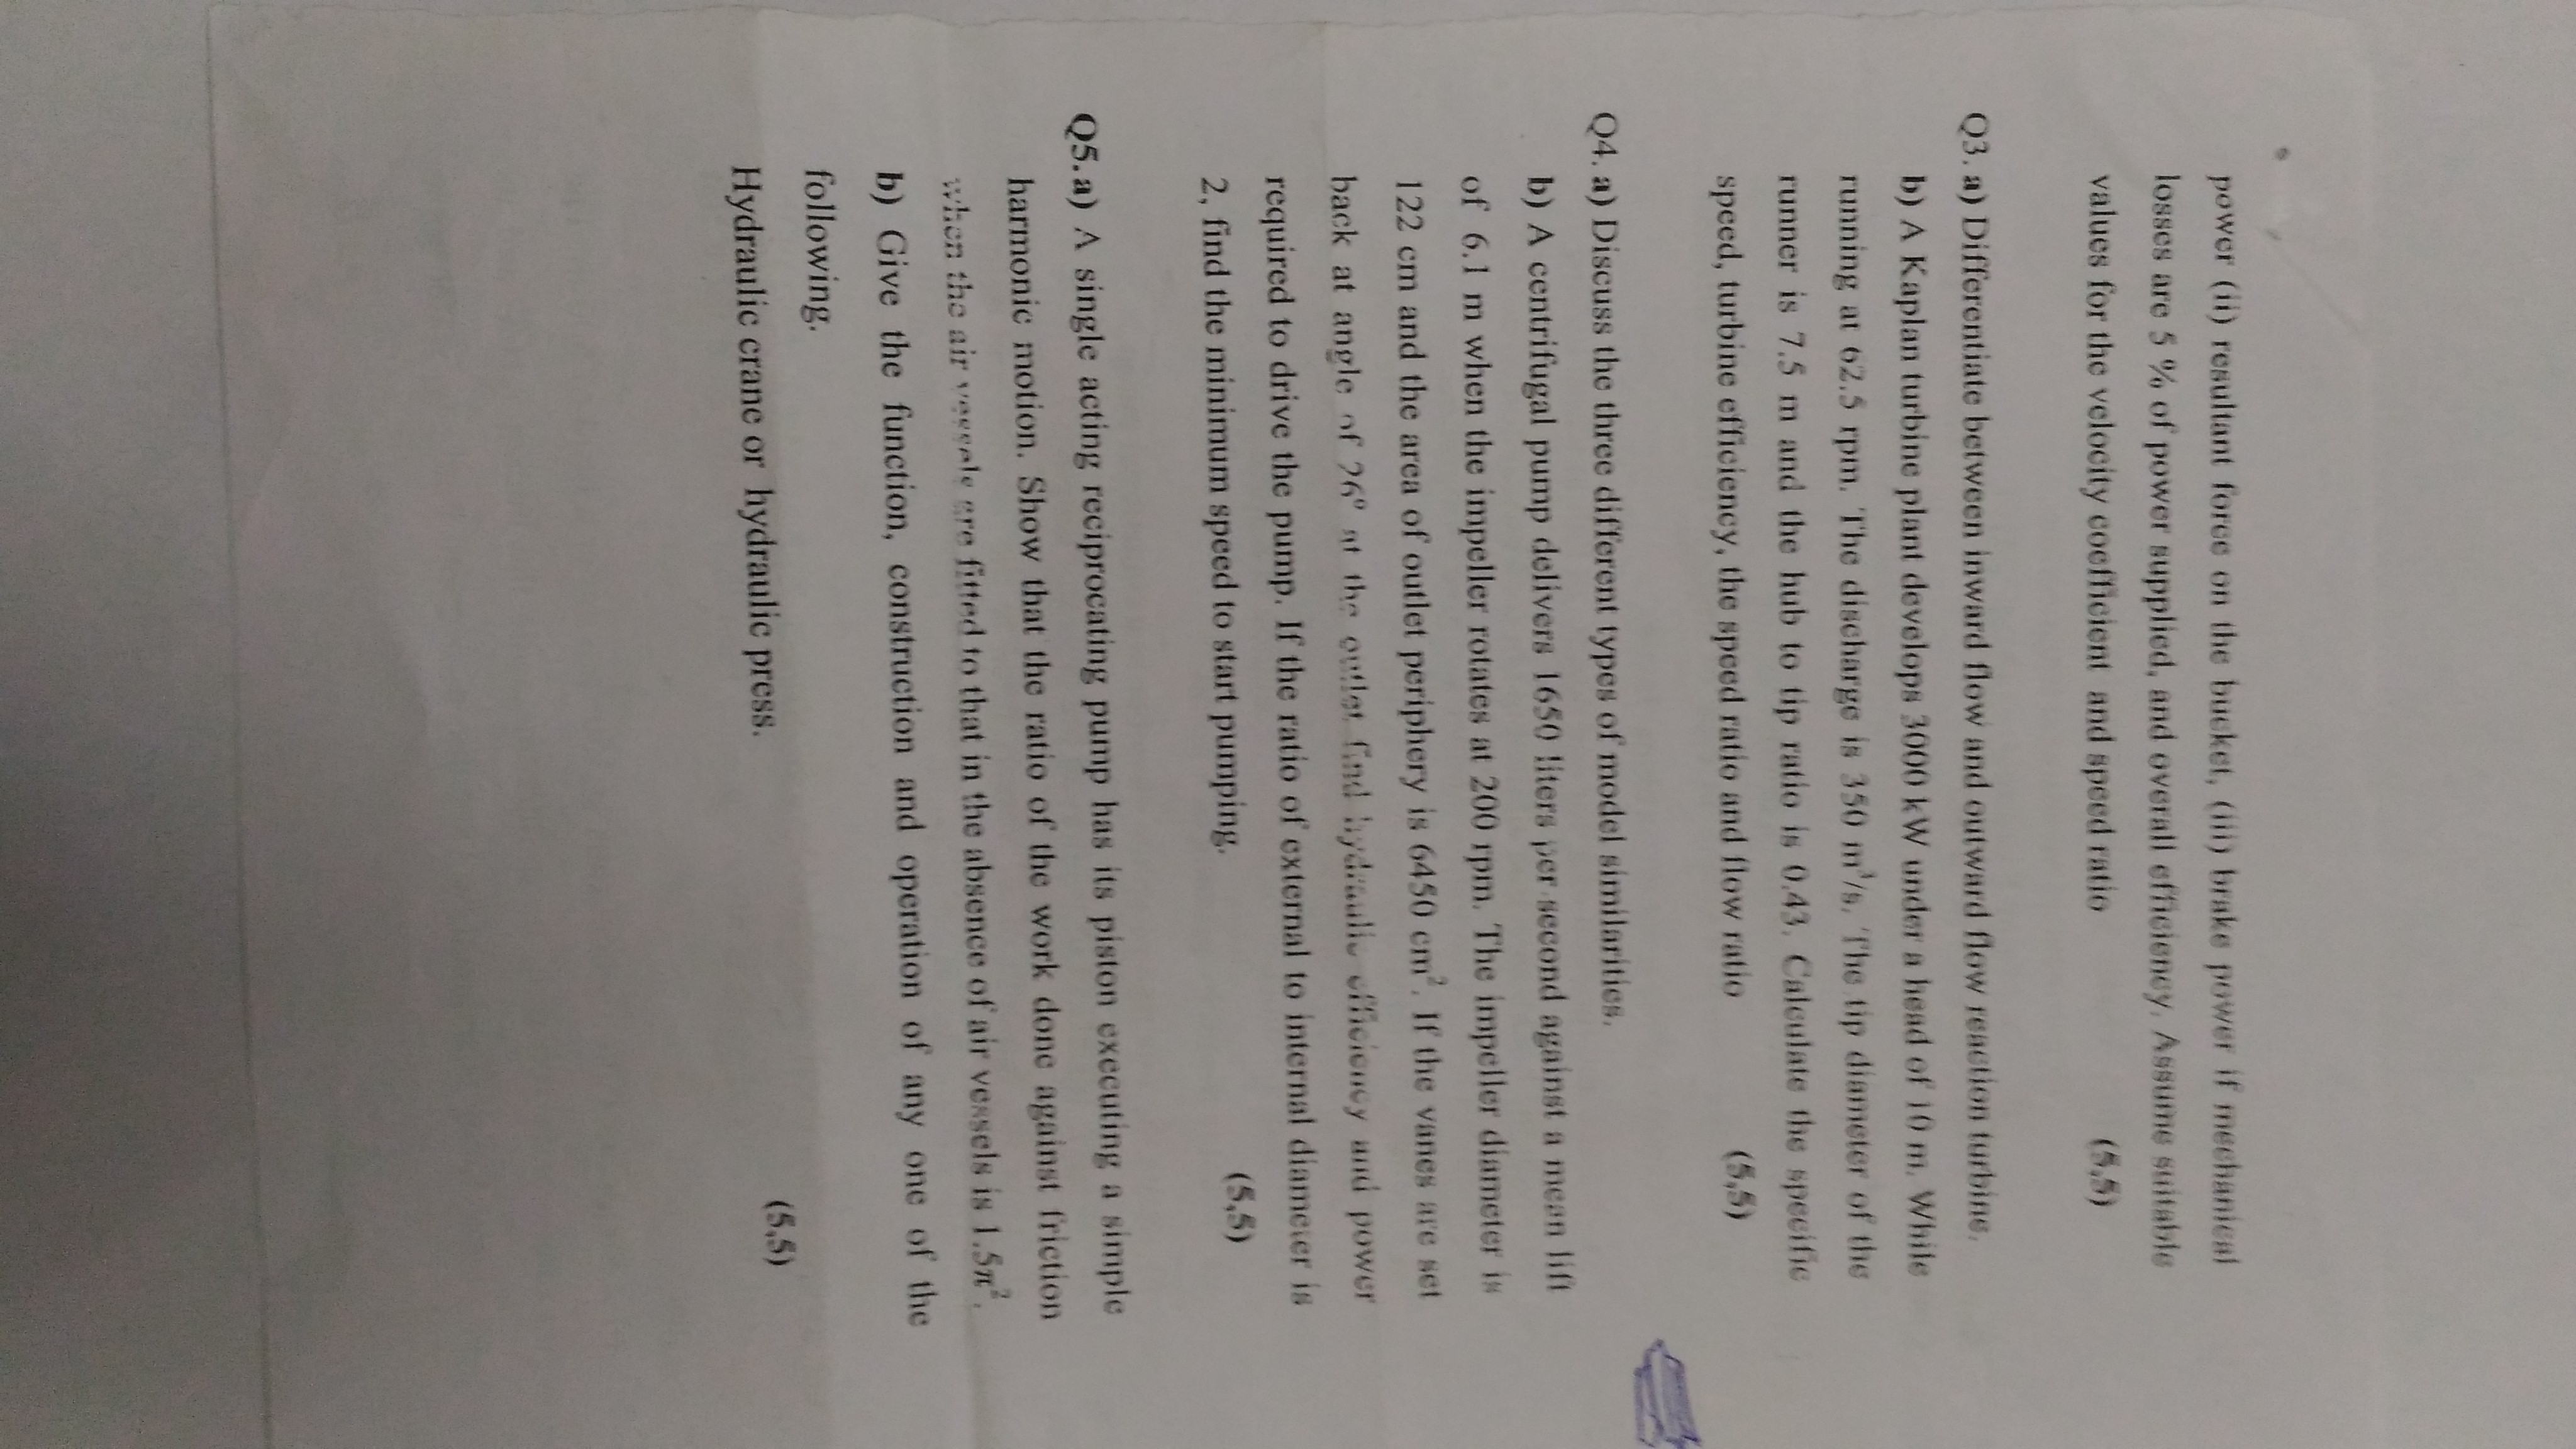 power (ii) resultant force on the bucket, (iii) brake power if mechanical
losses are 5 % of power supplied, and overall efficiency. Assume suitable
values for the velocity coefficient and speed ratio (5,5)
Q3. a) Differentiate between inward flow and outward flow reaction turbine.
b) A Kaplan turbine plant develops 3000 kW under a head of 10 m. While
running at 62.5 rpm. The discharge is 350 m³/s. The tip diameter of the
runner is 7.5 m and the hub to tip ratio is 0.43. Calculate the specific
speed, turbine efficiency, the speed ratio and flow ratio (5,5)
Q4. a) Discuss the three different types of model similarities.
b) A centrifugal pump delivers 1650 liters per second against a mean lift
of 6.1 m when the impeller rotates at 200 rpm. The impeller diameter is
122 cm and the area of outlet periphery is 6450 cm². If the vanes are set
back at angle of 26⁰ at the outlet, find hydraulic efficiency and power
required to drive the pump. If the ratio of external to internal diameter is
2, find the minimum speed to start pumping. (5,5)
Q5. a) A single acting reciprocating pump has its piston executing a simple
harmonic motion. Show that the ratio of the work done against friction
when the air vessels are fitted to that in the absence of air vessels is 1.5π².
b) Give the function, construction and operation of any one of the
following.
Hydraulic crane or hydraulic press. (5,5)